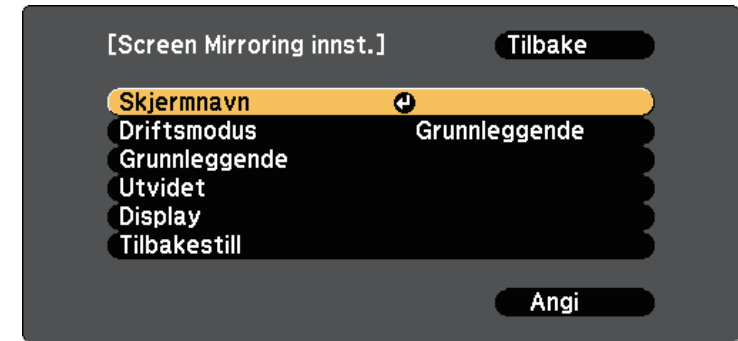 [Screen Mirroring innst.] Tilbake
Skjermnavn
Driftsmodus Grunnleggende
Grunnleggende
Utvidet
Display
Tilbakestill
Angi